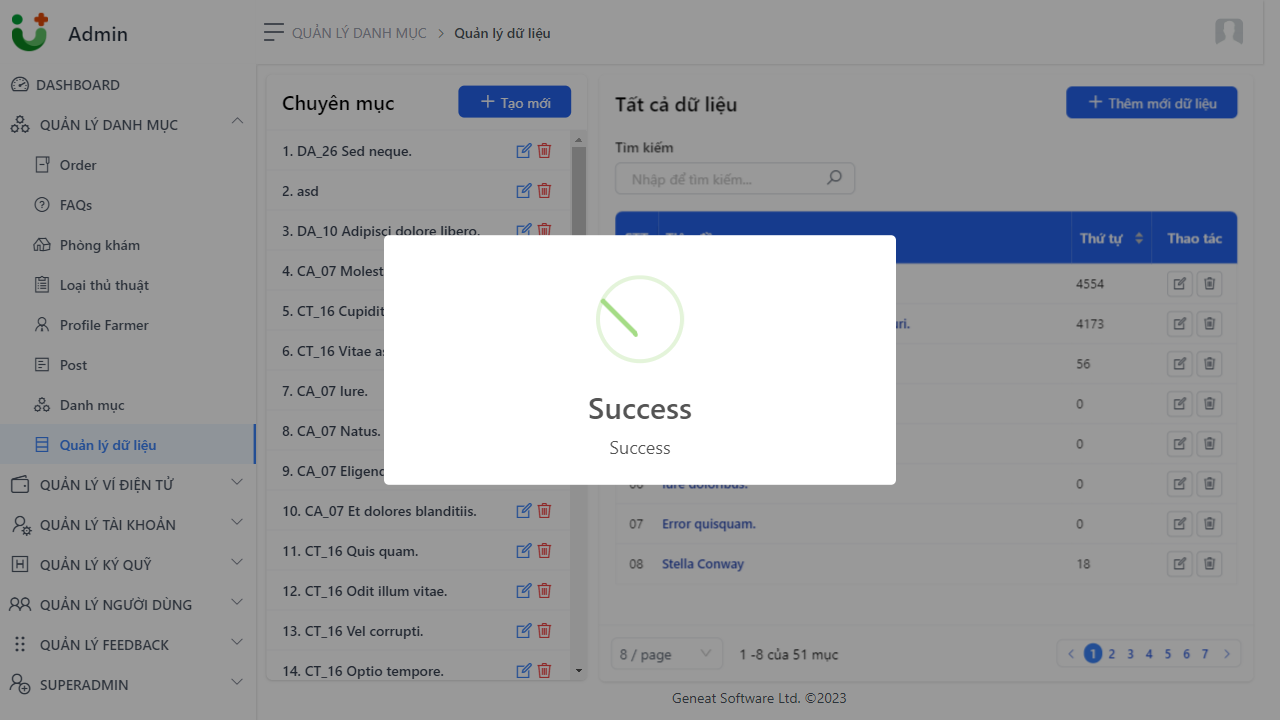 Admin
QUẢN LÝ DANH MỤC > Quản lý dữ liệu
DASHBOARD
QUẢN LÝ DANH MỤC
Order
FAQs
Phòng khám
Loại thủ thuật
Profile Farmer
Post
Danh mục
Quản lý dữ liệu
QUẢN LÝ VÍ ĐIỆN TỬ
QUẢN LÝ TÀI KHOẢN
QUẢN LÝ KÝ QUỸ
QUẢN LÝ NGƯỜI DÙNG
QUẢN LÝ FEEDBACK
SUPERADMIN
Chuyên mục
Tạo mới
1. DA_26 Sed neque.
2. asd
3. DA_10 Adipisci dolore libero.
4. CA_07 Molest
5. CT_16 Cupidit
6. CT_16 Vitae as
7. CA_07 Iure.
8. CA_07 Natus.
9. CA_07 Eligend
10. CA_07 Et dolores blanditiis.
11. CT_16 Quis quam.
12. CT_16 Odit illum vitae.
13. CT_16 Vel corrupti.
14. CT_16 Optio tempore.
Tất cả dữ liệu
Thêm mới dữ liệu
Tìm kiếm
Nhập để tìm kiếm...
Thứ tự Thao tác
4554
uri. 4173
56
0
0
06 Iure doloribus. 0
07 Error quisquam. 0
08 Stella Conway 18
8 / page
1 -8 của 51 mục
1 2 3 4 5 6 7
Success
Success
Geneat Software Ltd. ©2023